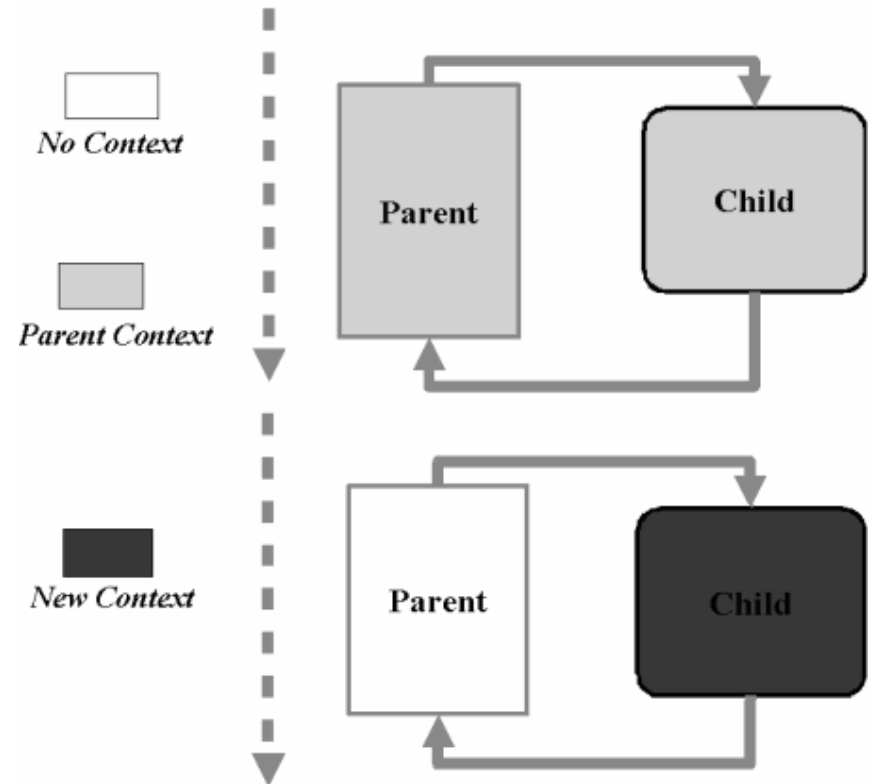 No Context
Parent
Child
Parent Context
New Context
Parent
Child